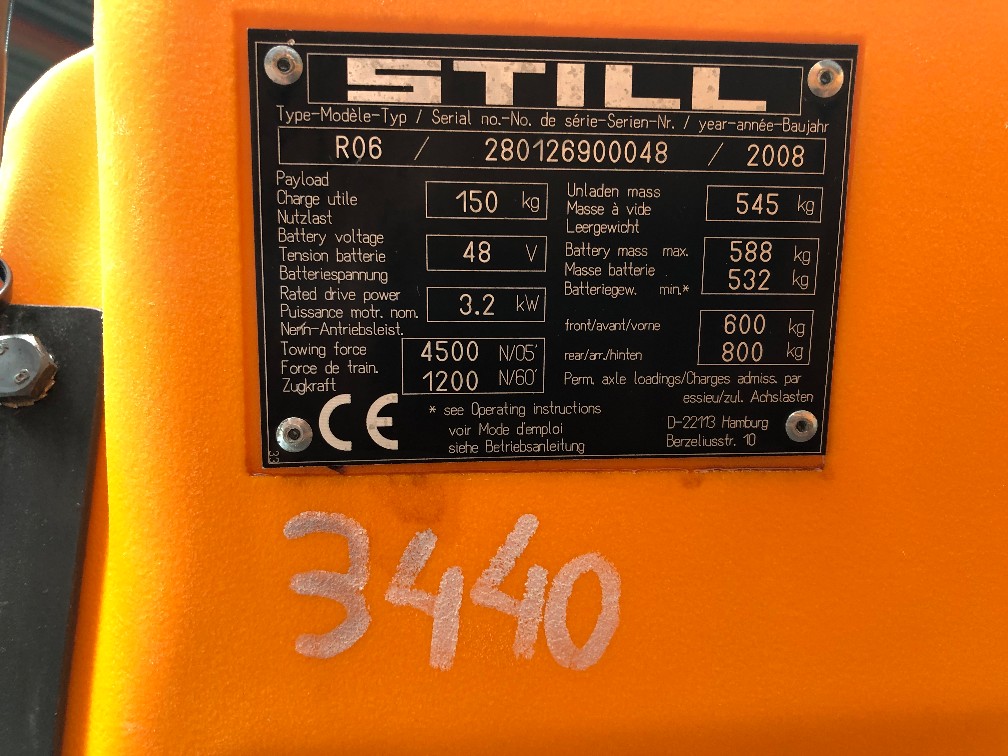 STILL
Type-Modèle-Typ / Serial no.-No. de série-Serien-Nr. / year-année-Baujahr
R06 / 280126900048 / 2008
Payload
Charge utile
Nutzlast
150 kg
Unladen mass
Masse à vide
Leergewicht
545 kg
Battery voltage
Tension batterie
Batteriespannung
48 V
Battery mass max.
Masse batterie
Batteriegew. min.*
588 kg
532 kg
Rated drive power
Puissance motr. nom.
Nenn-Antriebsleist.
3.2 kW
front/avant/vorne
600 kg
rear/arr./hinten
800 kg
Towing force
Force de train.
Zugkraft
4500 N/05'
1200 N/60'
Perm. axle loadings/Charges admiss. par
essieu/zul. Achslasten
CE
* see Operating instructions
voir Mode d'emploi
siehe Betriebsanleitung
D-22113 Hamburg
Berzeliusstr. 10
3440